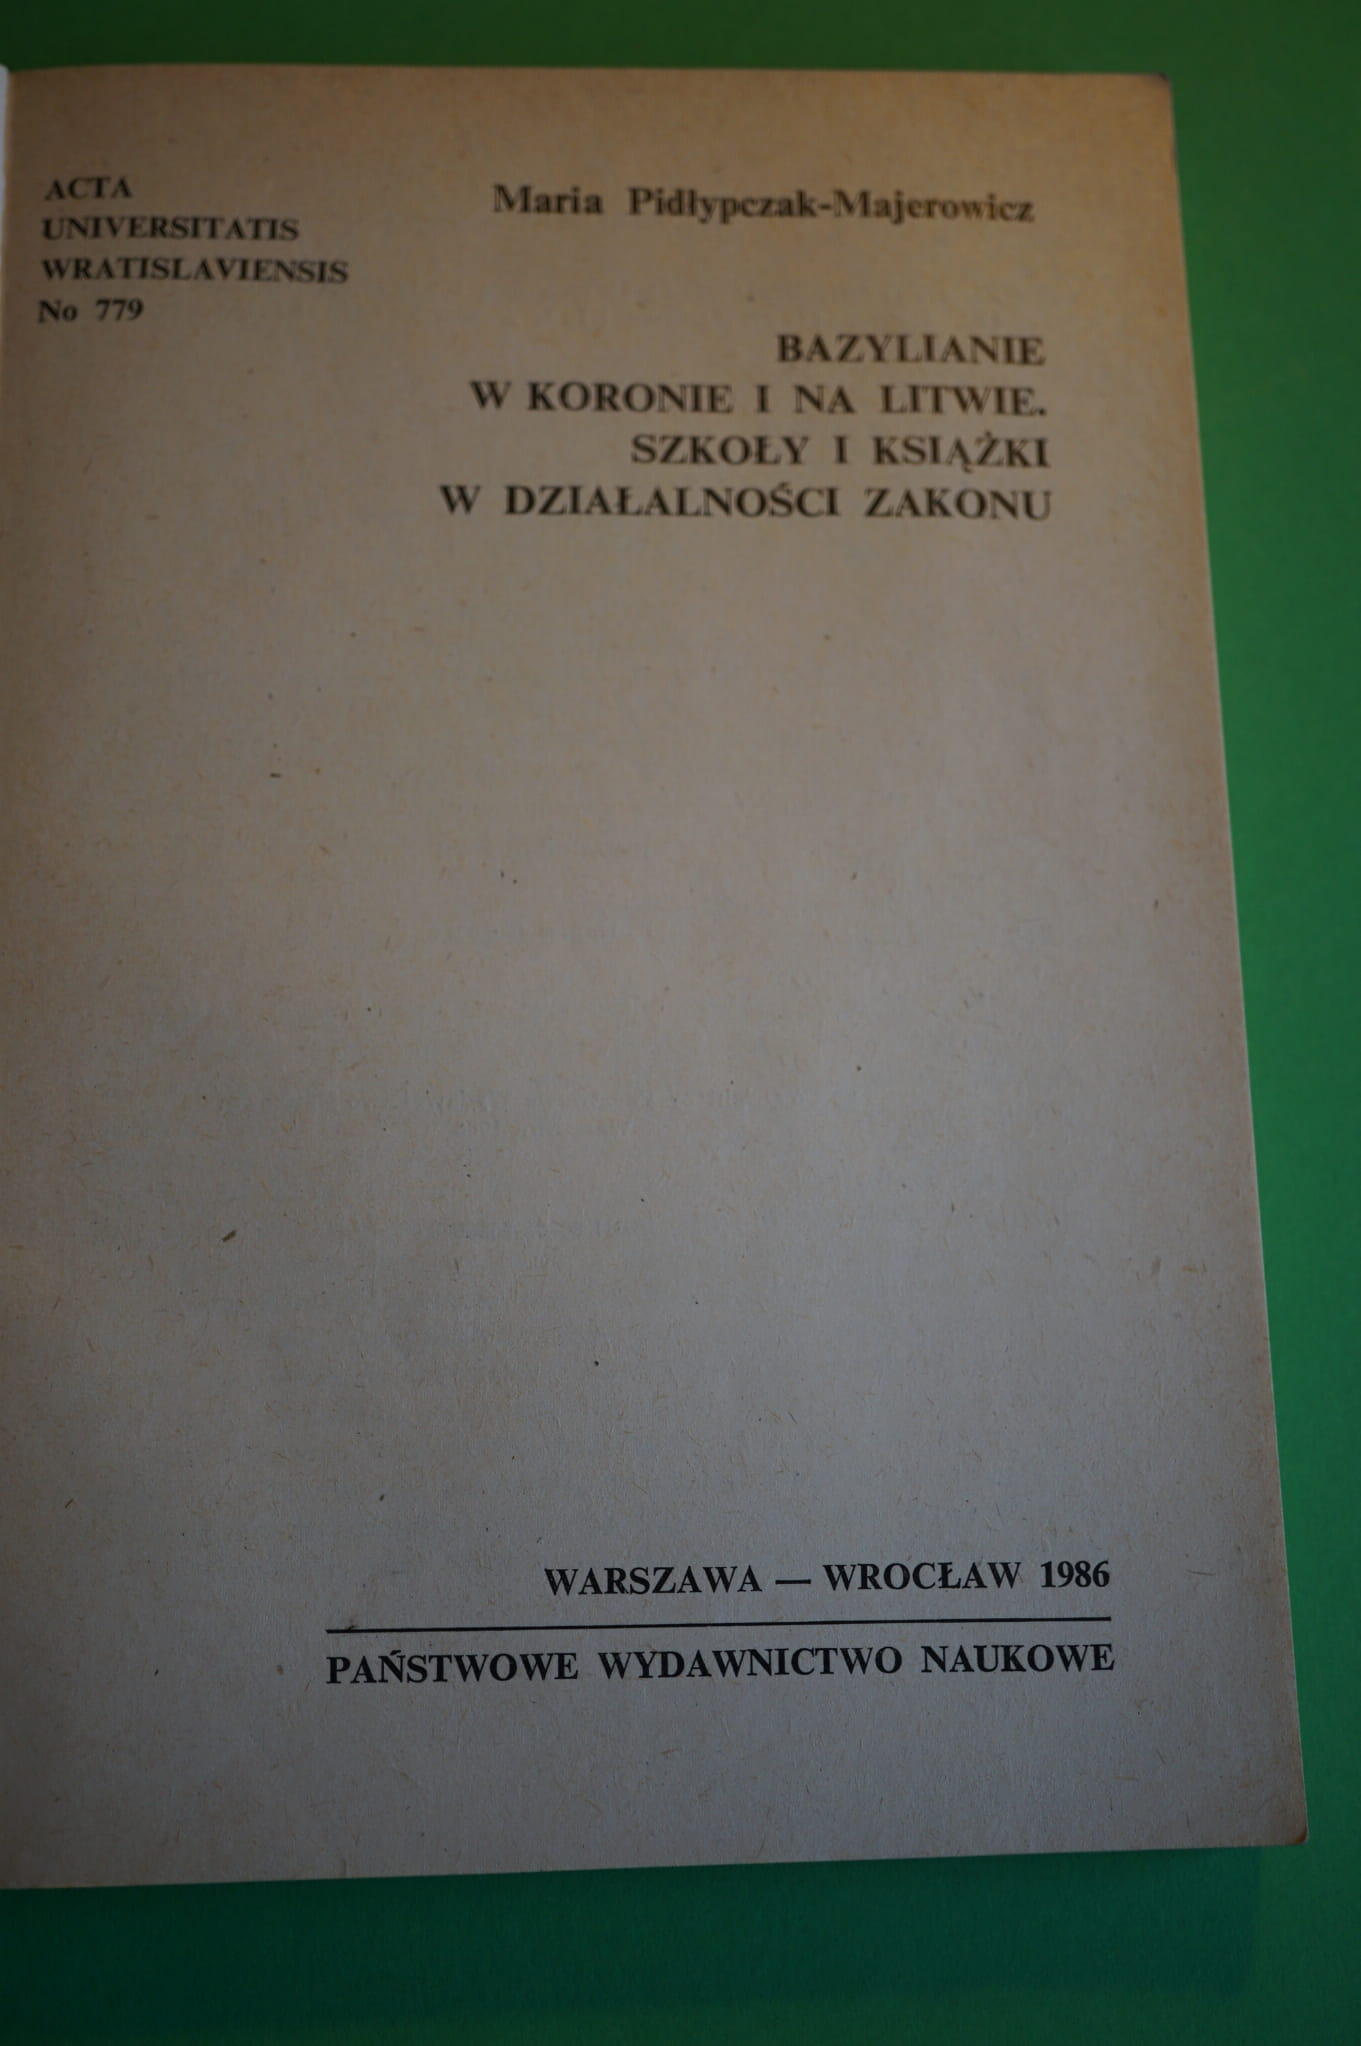 ACTA
UNIVERSITATIS
WRATISLAVIENSIS
No 779
Maria Pidłypczak-Majerowicz
BAZYLIANIE
W KORONIE I NA LITWIE.
SZKOŁY I KSIĄŻKI
W DZIAŁALNOŚCI ZAKONU
WARSZAWA — WROCŁAW 1986
PAŃSTWOWE WYDAWNICTWO NAUKOWE